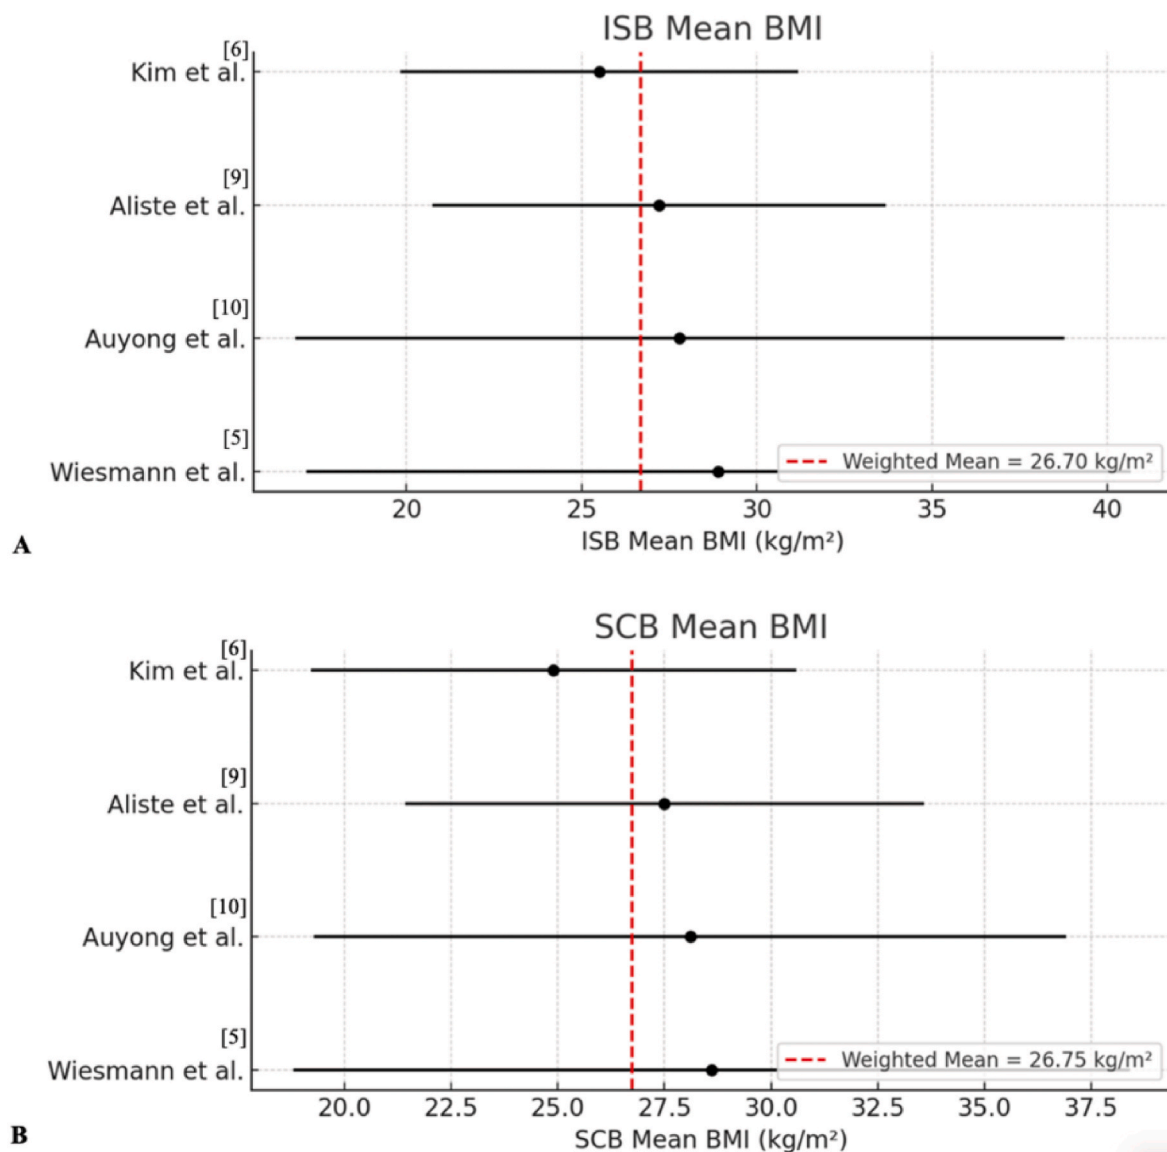 ISB Mean BMI
[6]
Kim et al.
[9]
Aliste et al.
[10]
Auyong et al.
[5]
Wiesmann et al.
Weighted Mean = 26.70 kg/m²
20 25 30 35 40
ISB Mean BMI (kg/m²)
A
SCB Mean BMI
[6]
Kim et al.
[9]
Aliste et al.
[10]
Auyong et al.
[5]
Wiesmann et al.
Weighted Mean = 26.75 kg/m²
20.0 22.5 25.0 27.5 30.0 32.5 35.0 37.5
SCB Mean BMI (kg/m²)
B